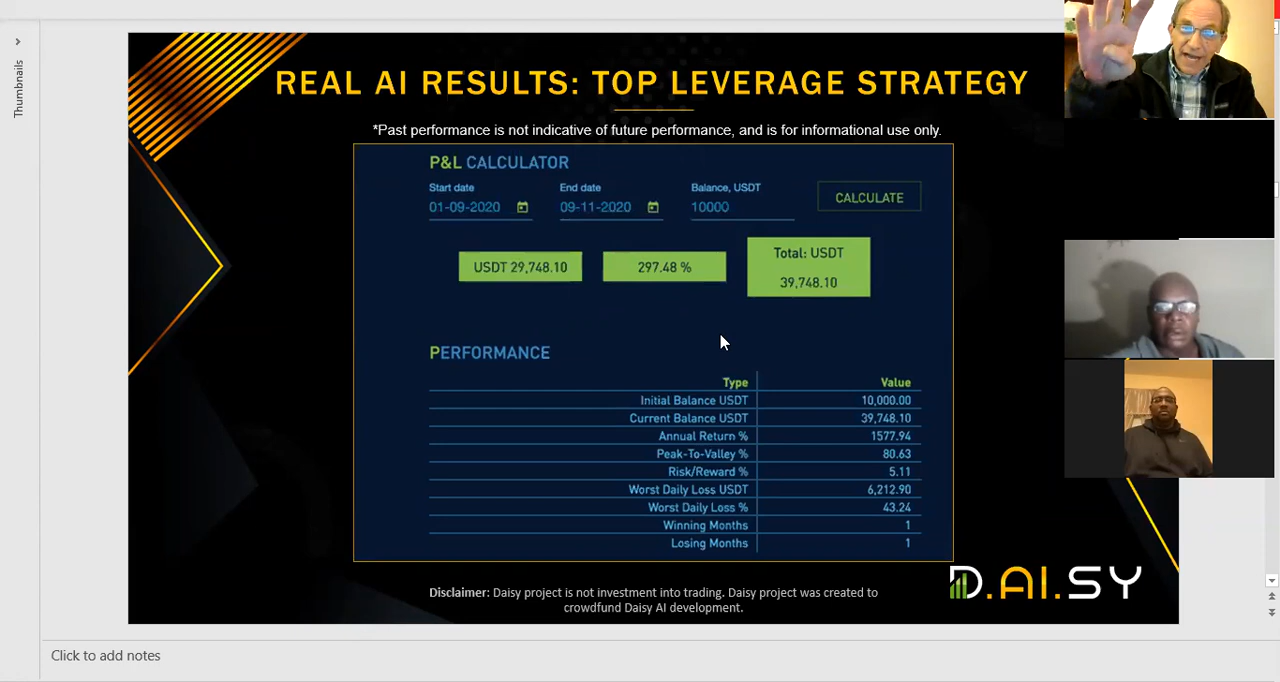 Thumbnails
REAL AI RESULTS: TOP LEVERAGE STRATEGY
*Past performance is not indicative of future performance, and is for informational use only.
P&L CALCULATOR
Start date End date Balance, USDT
01-09-2020 09-11-2020 10000 CALCULATE
USDT 29,748.10 297.48 % Total: USDT
39,748.10
PERFORMANCE
Type Value
Initial Balance USDT 10,000.00
Current Balance USDT 39,748.10
Annual Return % 1577.94
Peak-To-Valley % 80.63
Risk/Reward % 5.11
Worst Daily Loss USDT 6,212.90
Worst Daily Loss % 43.24
Winning Months 1
Losing Months 1
Disclaimer: Daisy project is not investment into trading. Daisy project was created to
crowdfund Daisy AI development.
D.AI.SY
Click to add notes